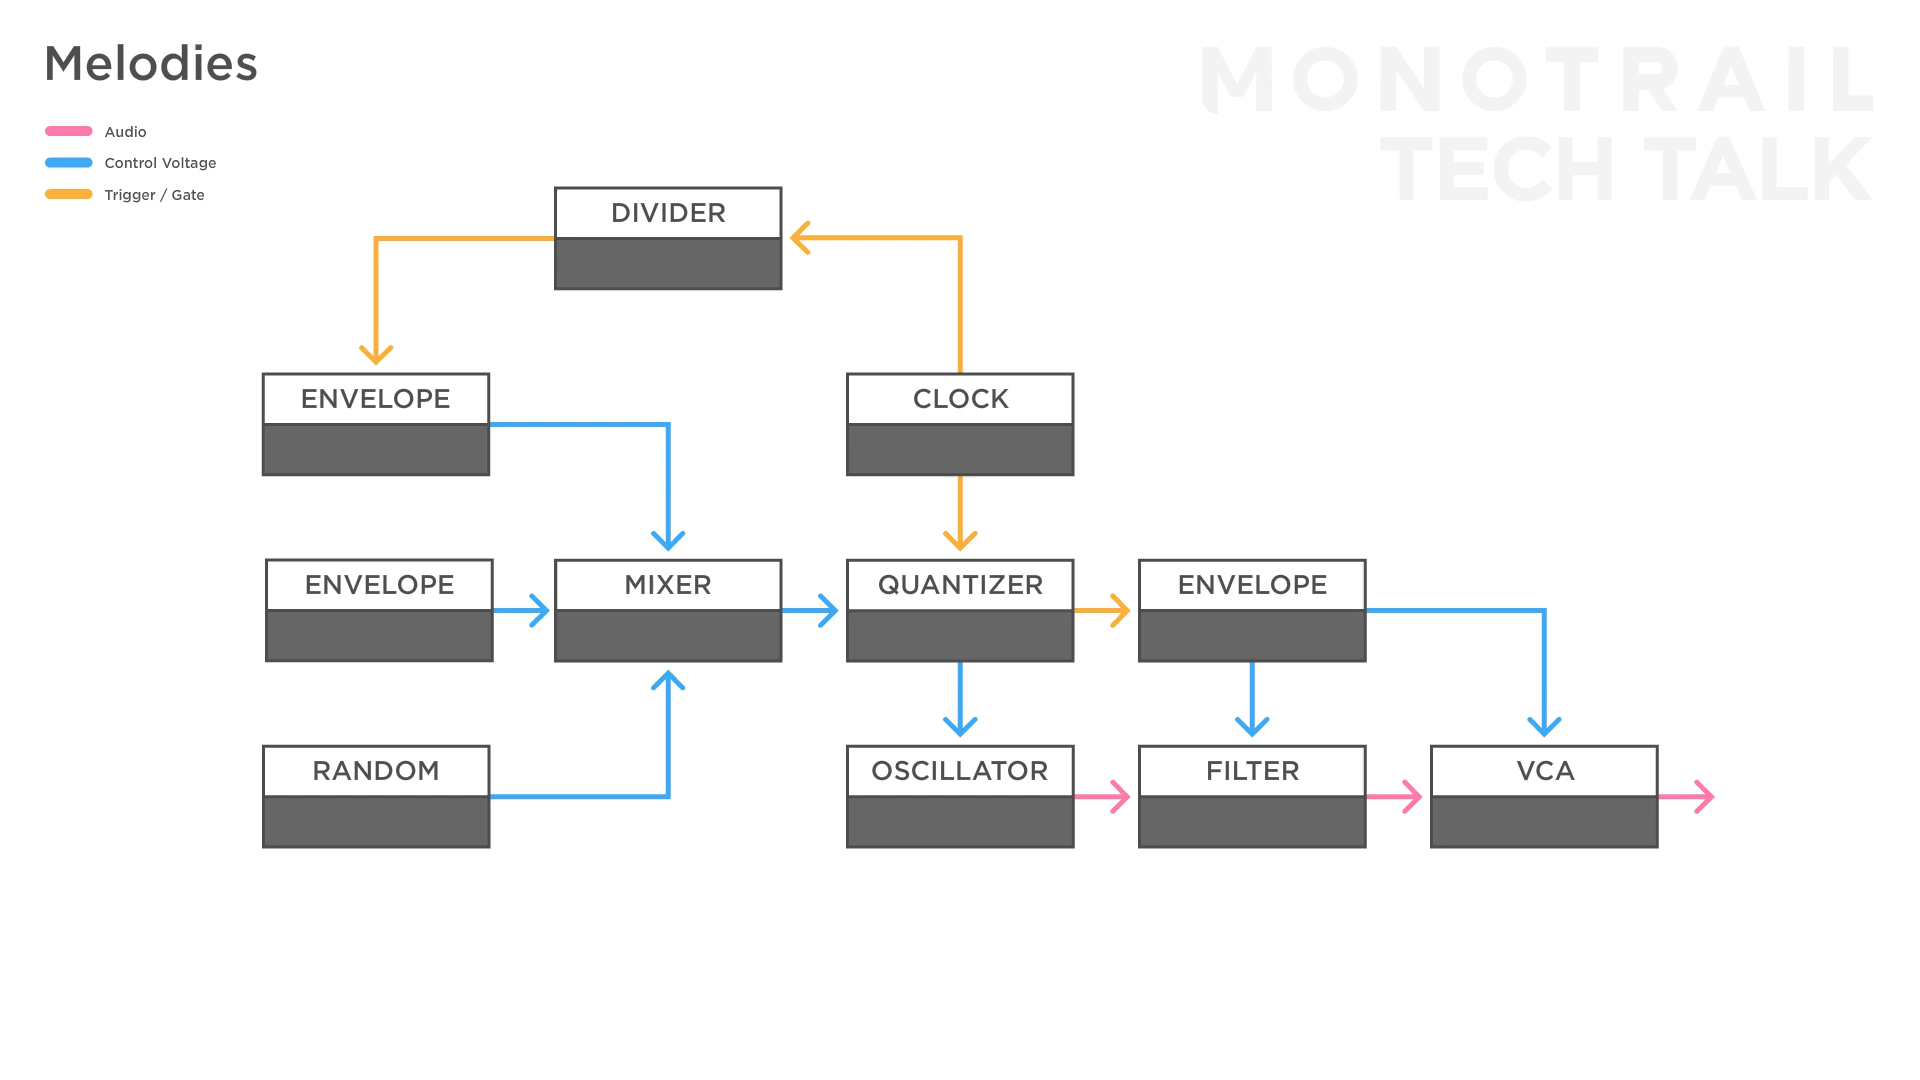 Melodies
MONOTRAIL
TECH TALK
Audio
Control Voltage
Trigger / Gate
DIVIDER
ENVELOPE
CLOCK
ENVELOPE
MIXER
QUANTIZER
ENVELOPE
RANDOM
OSCILLATOR
FILTER
VCA